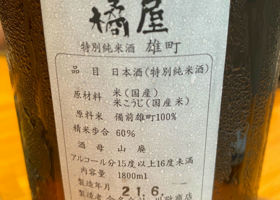 橘屋
特別純米酒 雄町
品目 日本酒(特別純米酒)
原材料 米(国産)
米こうじ(国産米)
原料米 備前雄町100%
精米歩合 60%
酵母 山廃
アルコール分 15度以上16度未満
内容量 1800ml
製造年月 21.6.